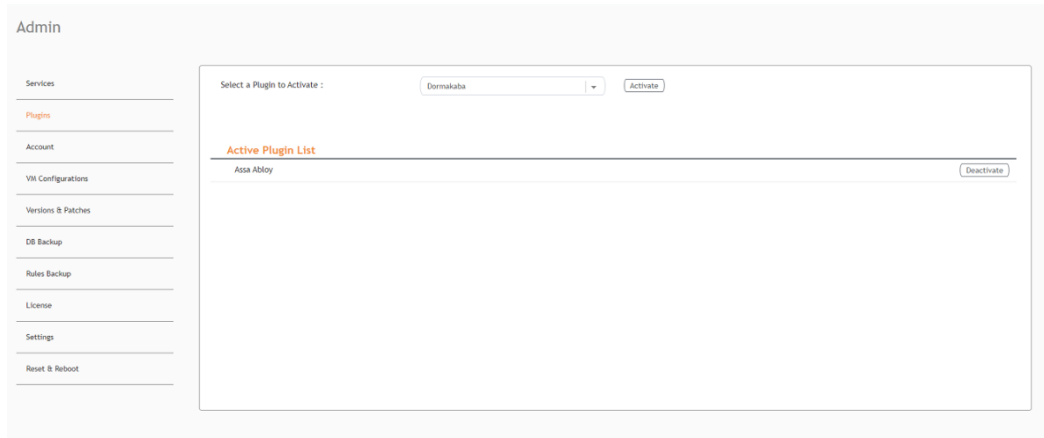 Admin
Services
Plugins
Account
VM Configurations
Versions & Patches
DB Backup
Rules Backup
License
Settings
Reset & Reboot
Select a Plugin to Activate : Dormakaba Activate
Active Plugin List
Assa Abloy Deactivate